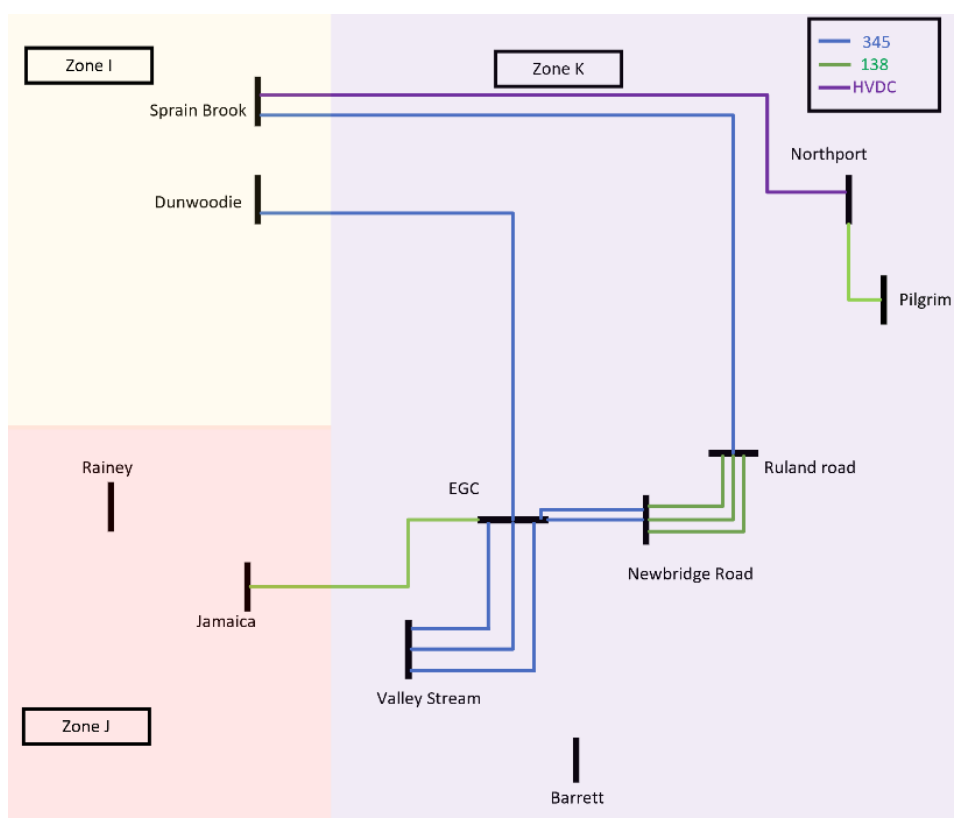 Zone I
Zone K
345
138
HVDC
Sprain Brook
Northport
Dunwoodie
Pilgrim
Rainey
EGC
Ruland road
Newbridge Road
Jamaica
Valley Stream
Zone J
Barrett